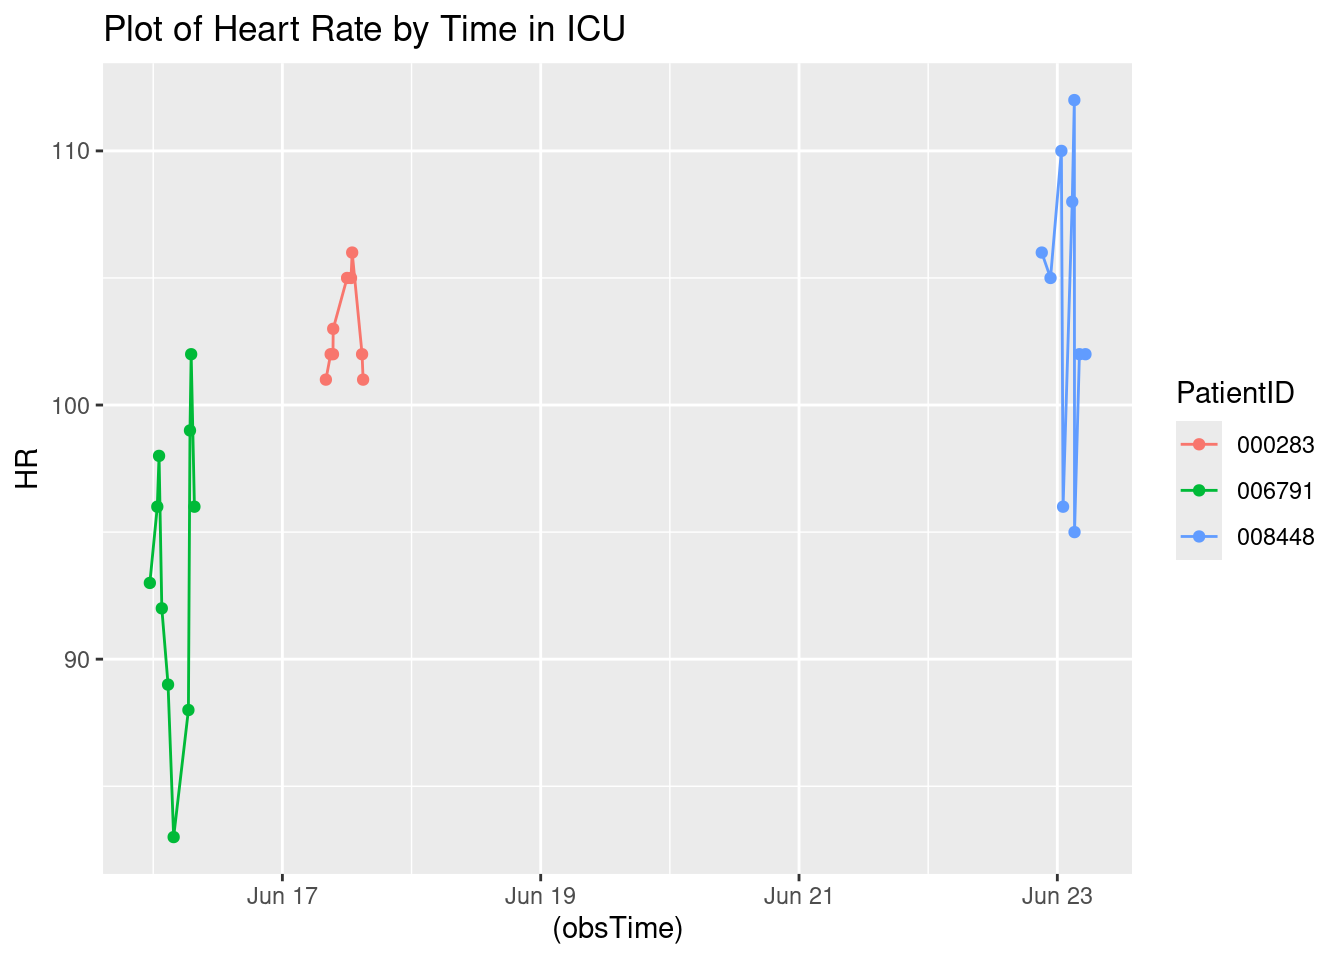 Plot of Heart Rate by Time in ICU
110
100
90
HR
Jun 17
Jun 19
Jun 21
Jun 23
(obsTime)
PatientID
000283
006791
008448